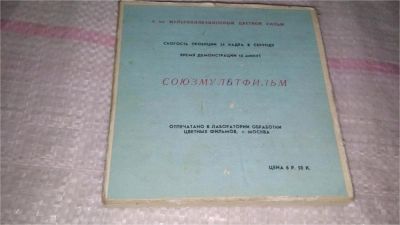 8 мм МУЛЬТИПЛИКАЦИОННЫЙ ЦВЕТНОЙ ФИЛЬМ
СКОРОСТЬ ПРОЕКЦИИ 24 КАДРА В СЕКУНДУ
ВРЕМЯ ДЕМОНСТРАЦИИ 10 МИНУТ
СОЮЗМУЛЬТФИЛЬМ
ОТПЕЧАТАНО В ЛАБОРАТОРИИ ОБРАБОТКИ
ЦВЕТНЫХ ФИЛЬМОВ, г. МОСКВА
ЦЕНА 6 Р. 50 К.